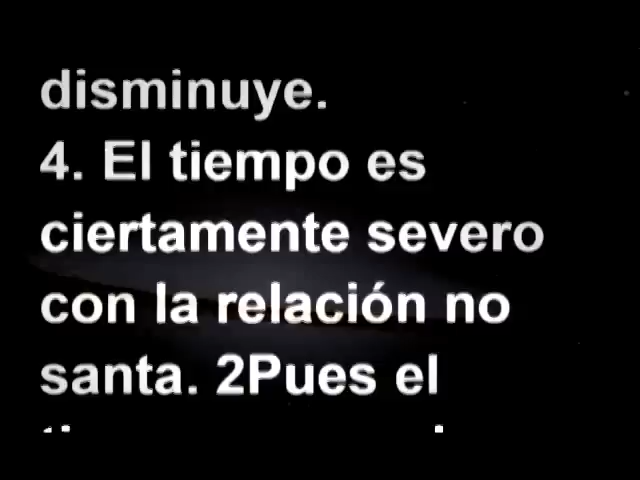 disminuye.
4. El tiempo es
ciertamente severo
con la relación no
santa. 2Pues el